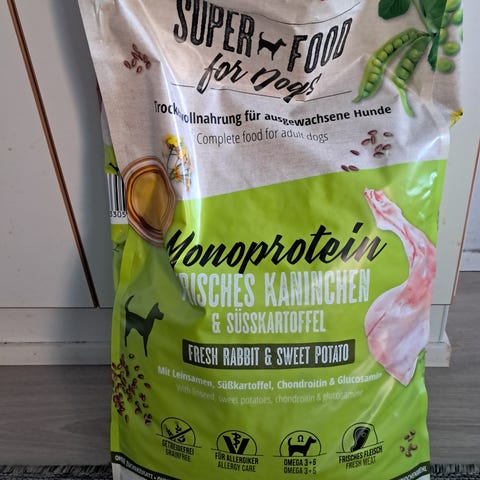 SUPER FOOD
for Dogs
Trockenvollnahrung für ausgewachsene Hunde
Complete food for adult dogs
Monoprotein
FRISCHES KANINCHEN
& SÜSSKARTOFFEL
FRESH RABBIT & SWEET POTATO
Mit Leinsamen, Süßkartoffel, Chondroitin & Glucosamin
With linseed, sweet potatoes, chondroitin & glucosamine
GETREIDEFREI
GRAINFREE
FÜR ALLERGIKER
ALLERGY CARE
OMEGA 3+6
OMEGA 3+6
FRISCHES FLEISCH
FRESH MEAT